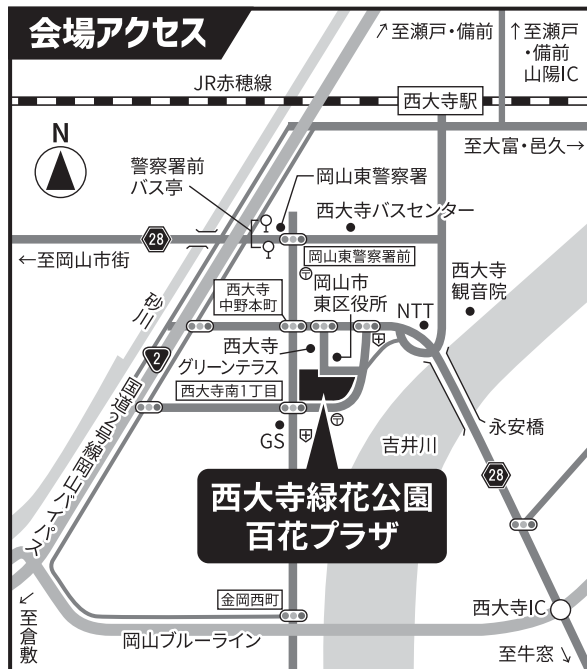 会場アクセス
↗至瀬戸・備前
↑至瀬戸
・備前
山陽IC
JR赤穂線
西大寺駅
N
至大富・邑久→
警察署前
バス亭
岡山東警察署
西大寺バスセンター
28
←至岡山市街
岡山東警察署前
西大寺
観音院
砂川
西大寺
中野本町
岡山市
東区役所
NTT
2
西大寺
グリーンテラス
国道2号線岡山バイパス
西大寺南1丁目
GS
吉井川
永安橋
28
西大寺緑花公園
百花プラザ
金岡西町
西大寺IC
↙至倉敷
岡山ブルーライン
至牛窓↘